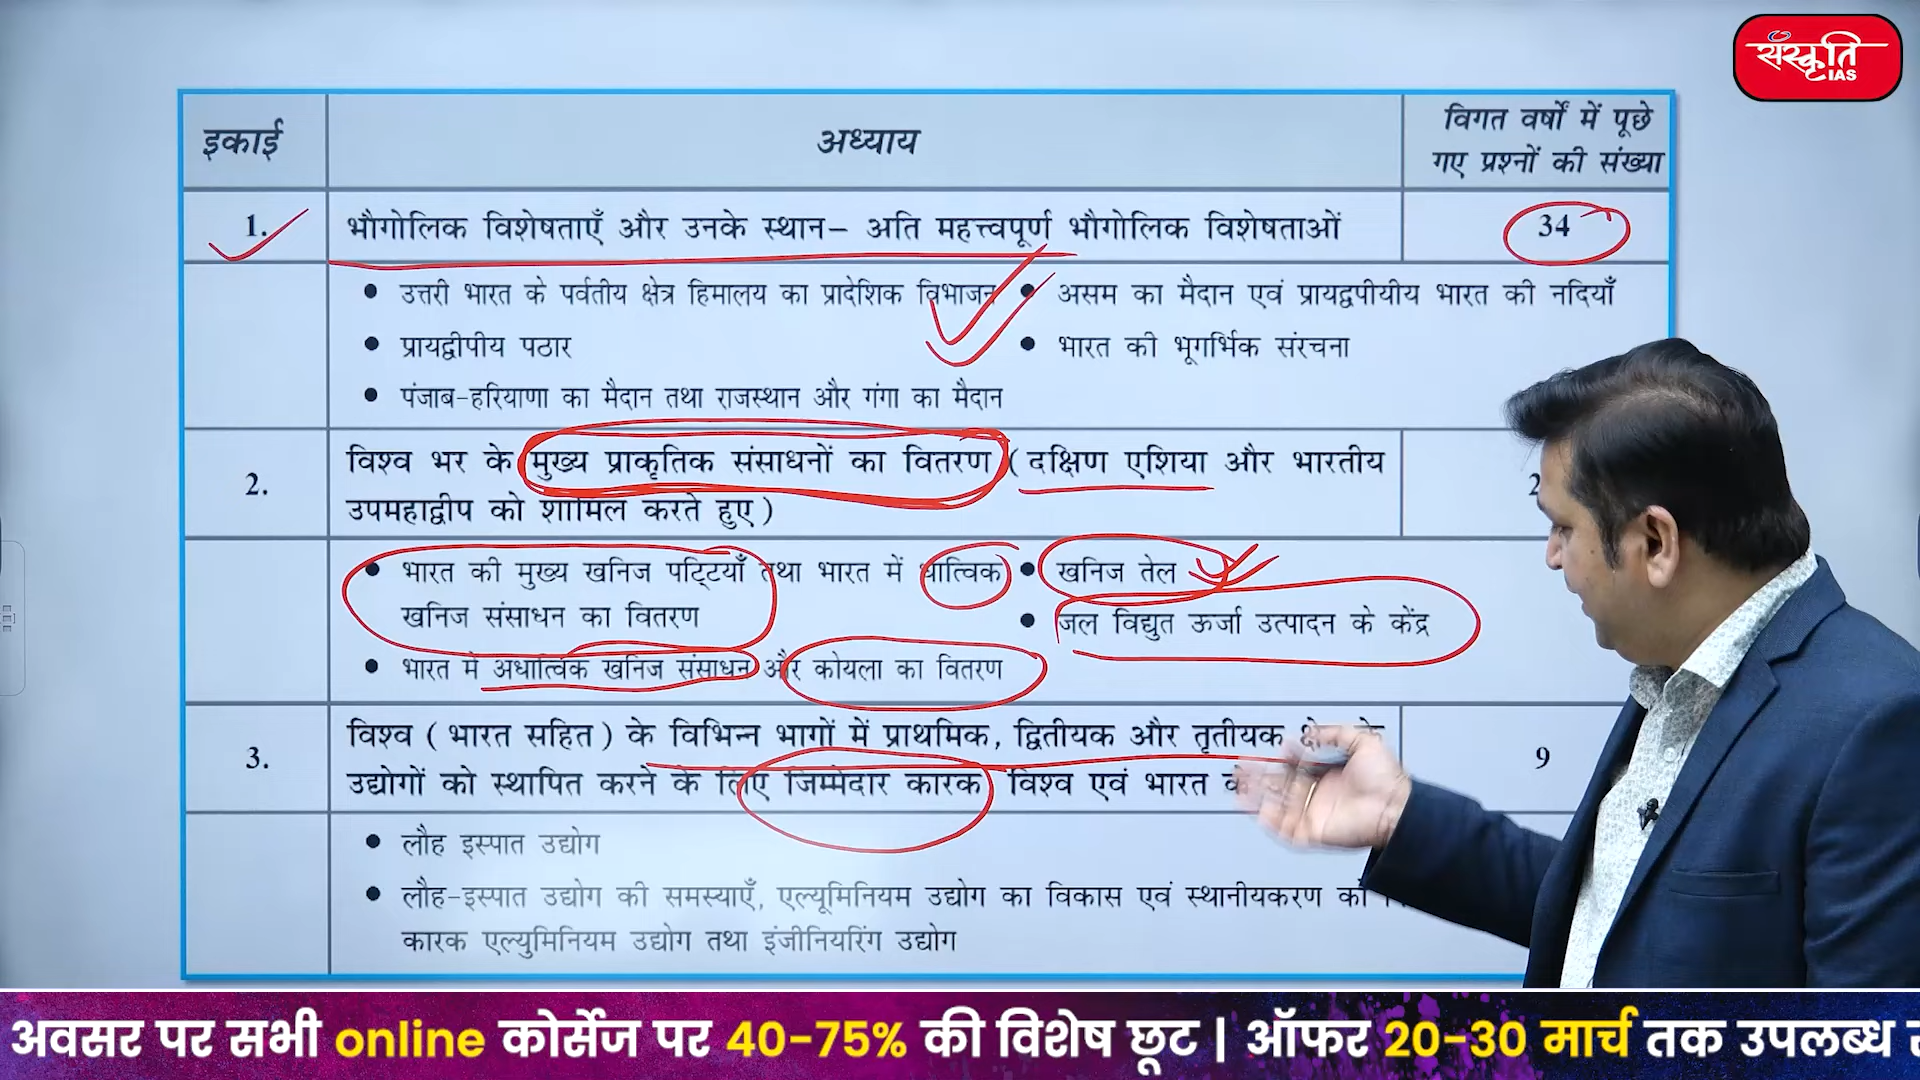 संस्कृति
IAS
इकाई
अध्याय
विगत वर्षों में पूछे
गए प्रश्नों की संख्या
1.
भौगोलिक विशेषताएँ और उनके स्थान– अति महत्त्वपूर्ण भौगोलिक विशेषताओं
34
• उत्तरी भारत के पर्वतीय क्षेत्र हिमालय का प्रादेशिक विभाजन
• असम का मैदान एवं प्रायद्वपीयीय भारत की नदियाँ
• प्रायद्वीपीय पठार
• भारत की भूगर्भिक संरचना
• पंजाब-हरियाणा का मैदान तथा राजस्थान और गंगा का मैदान
2.
विश्व भर के मुख्य प्राकृतिक संसाधनों का वितरण (दक्षिण एशिया और भारतीय
उपमहाद्वीप को शामिल करते हुए)
• भारत की मुख्य खनिज पट्टियाँ तथा भारत में धात्विक
खनिज संसाधन का वितरण
• खनिज तेल
• जल विद्युत ऊर्जा उत्पादन के केंद्र
• भारत में अधात्विक खनिज संसाधन और कोयला का वितरण
3.
विश्व (भारत सहित) के विभिन्न भागों में प्राथमिक, द्वितीयक और तृतीयक
उद्योगों को स्थापित करने के लिए जिम्मेदार कारक विश्व एवं भारत
9
• लौह इस्पात उद्योग
• लौह-इस्पात उद्योग की समस्याएँ, एल्यूमिनियम उद्योग का विकास एवं स्थानीयकरण
कारक एल्युमिनियम उद्योग तथा इंजीनियरिंग उद्योग
अवसर पर सभी online कोर्सेज पर 40-75% की विशेष छूट | ऑफर 20-30 मार्च तक उपलब्ध